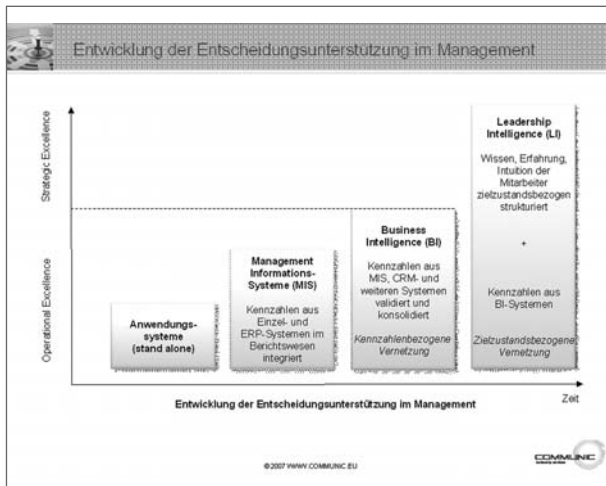 Entwicklung der Entscheidungsunterstützung im Management
Strategic Excellence
Operational Excellence
Anwendungs-
systeme
(stand alone)
Management
Informations-
Systeme (MIS)
Kennzahlen aus
Einzel- und
ERP-Systemen im
Berichtswesen
integriert
Business
Intelligence (BI)
Kennzahlen aus
MIS, CRM- und
weiteren Systemen
validiert und
konsolidiert
Kennzahlenbezogene
Vernetzung
Leadership
Intelligence (LI)
Wissen, Erfahrung,
Intuition der
Mitarbeiter
zielzustandsbezogen
strukturiert
+
Kennzahlen aus
BI-Systemen
Zielzustandsbezogene
Vernetzung
Zeit
Entwicklung der Entscheidungsunterstützung im Management
©2007 WWW.COMMUNIC.EU
COMMUNIC